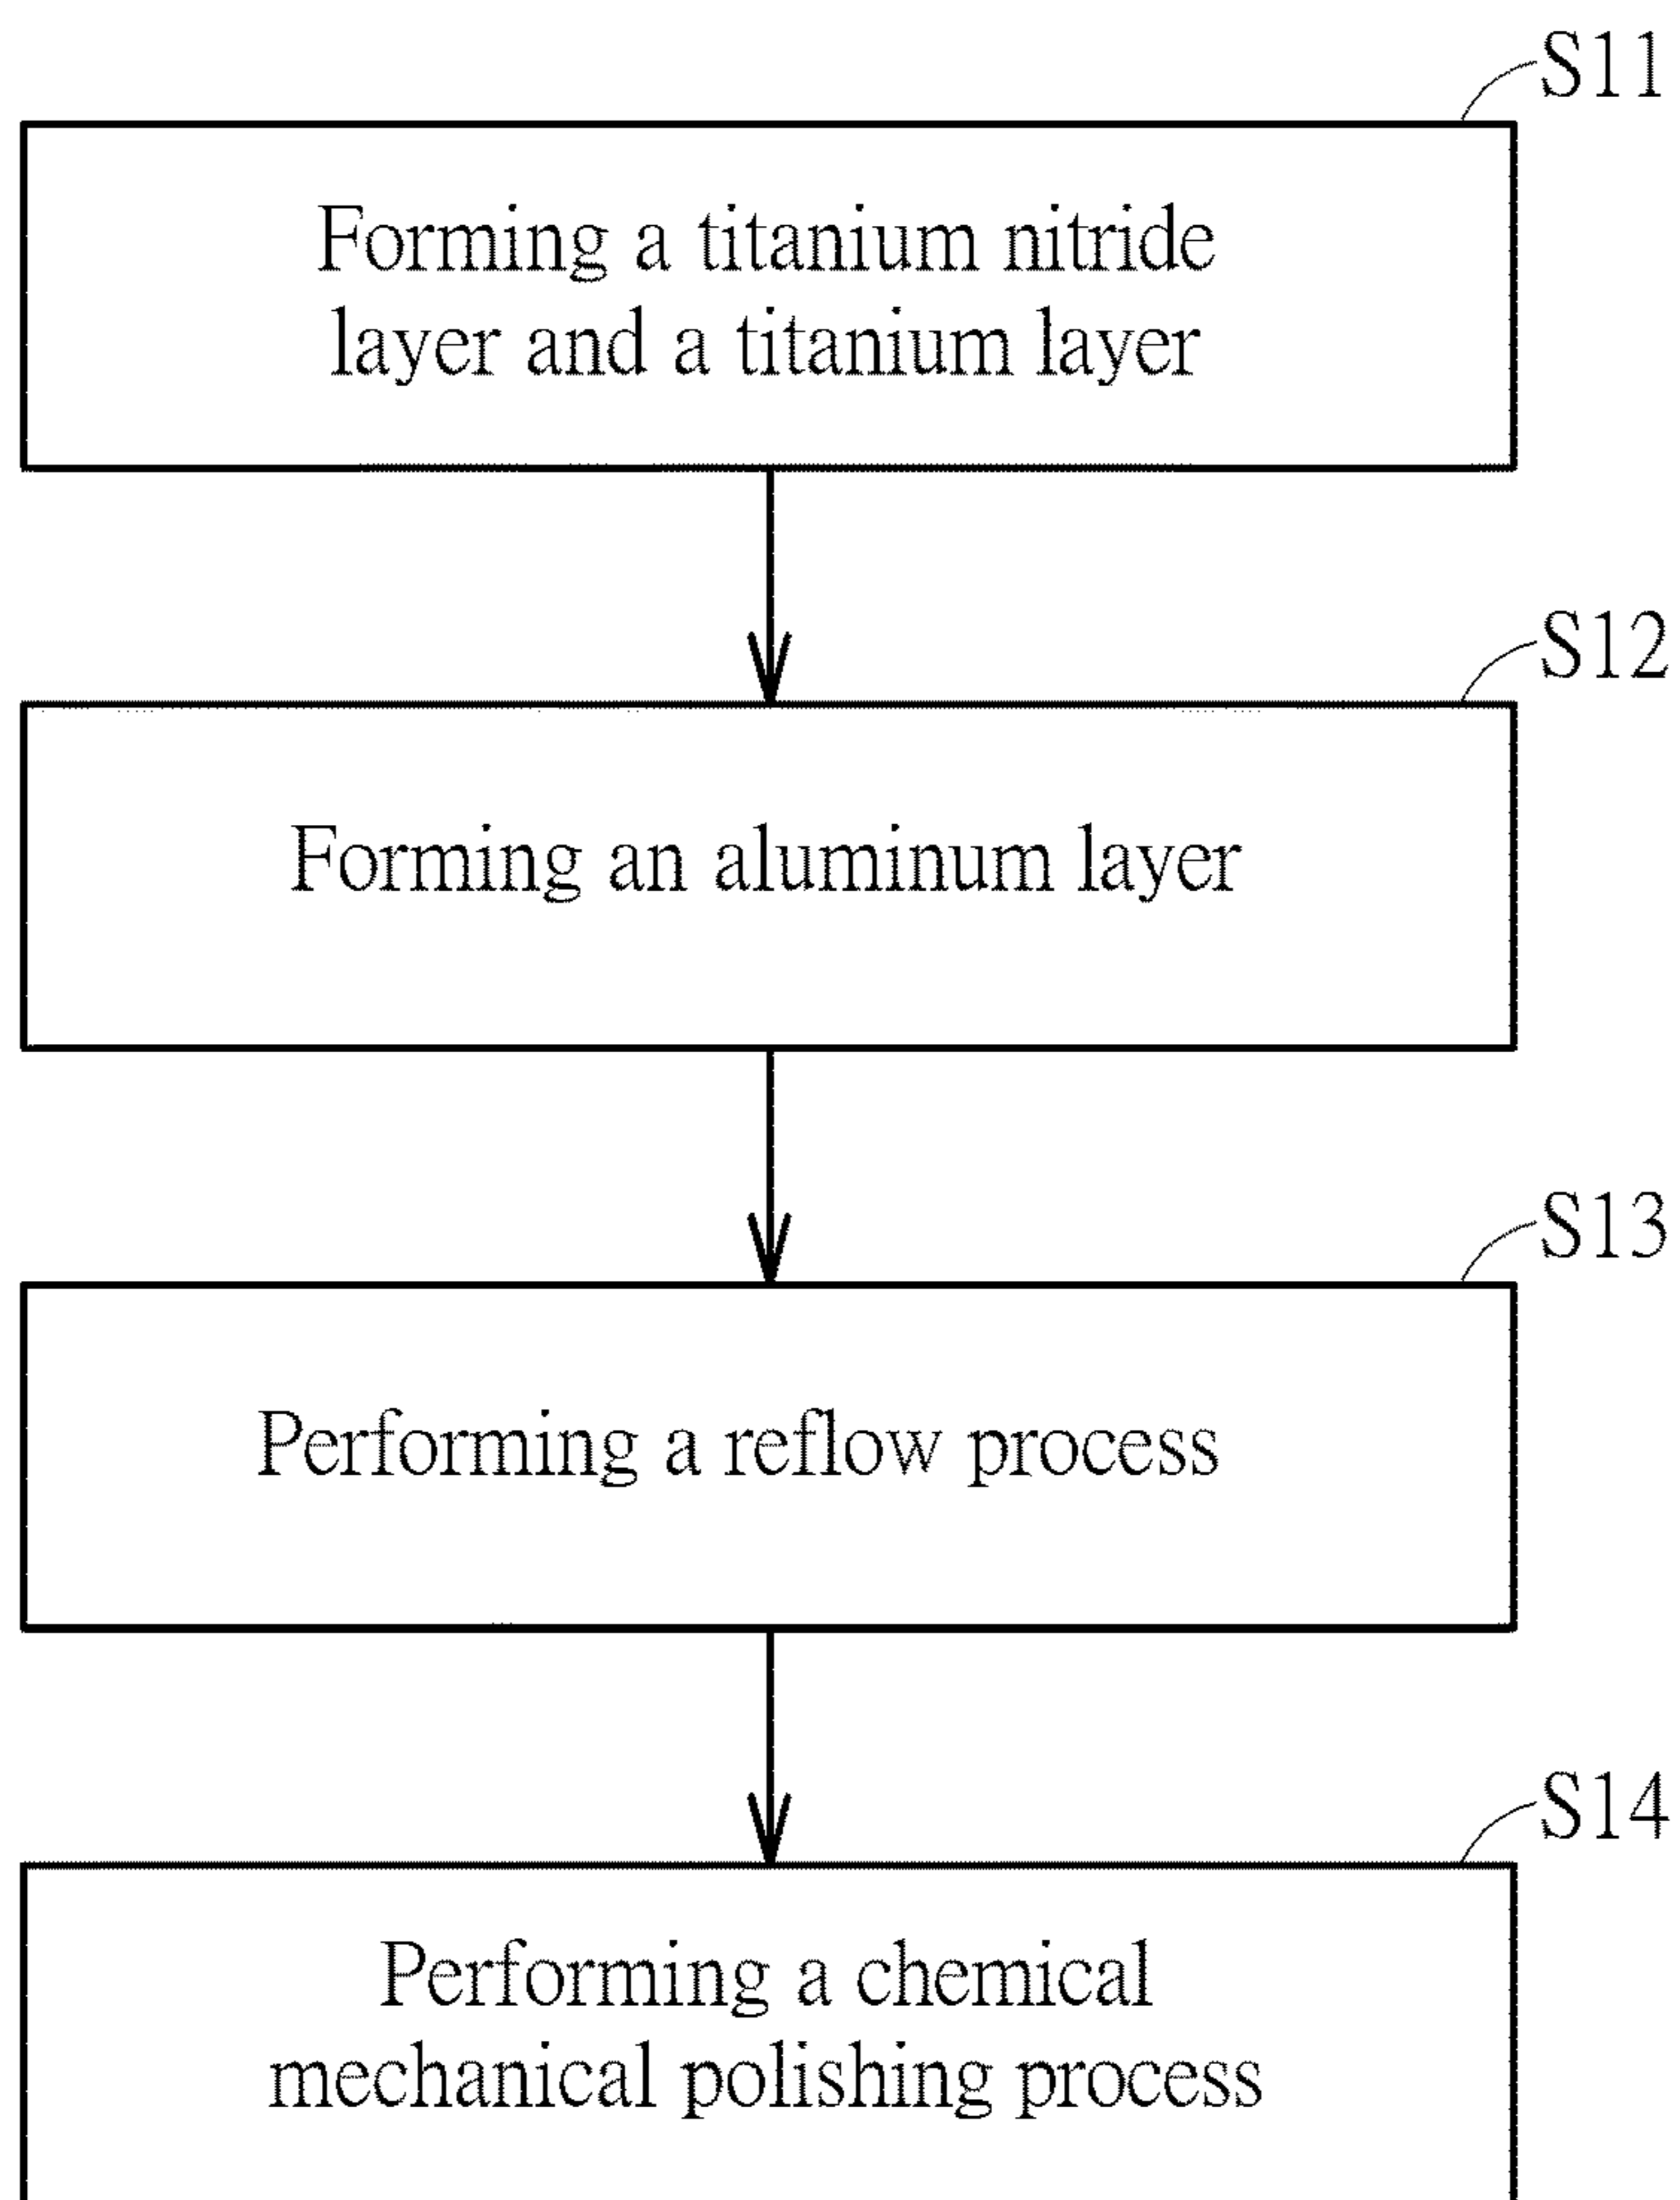 S11
Forming a titanium nitride
layer and a titanium layer
S12
Forming an aluminum layer
S13
Performing a reflow process
S14
Performing a chemical
mechanical polishing process